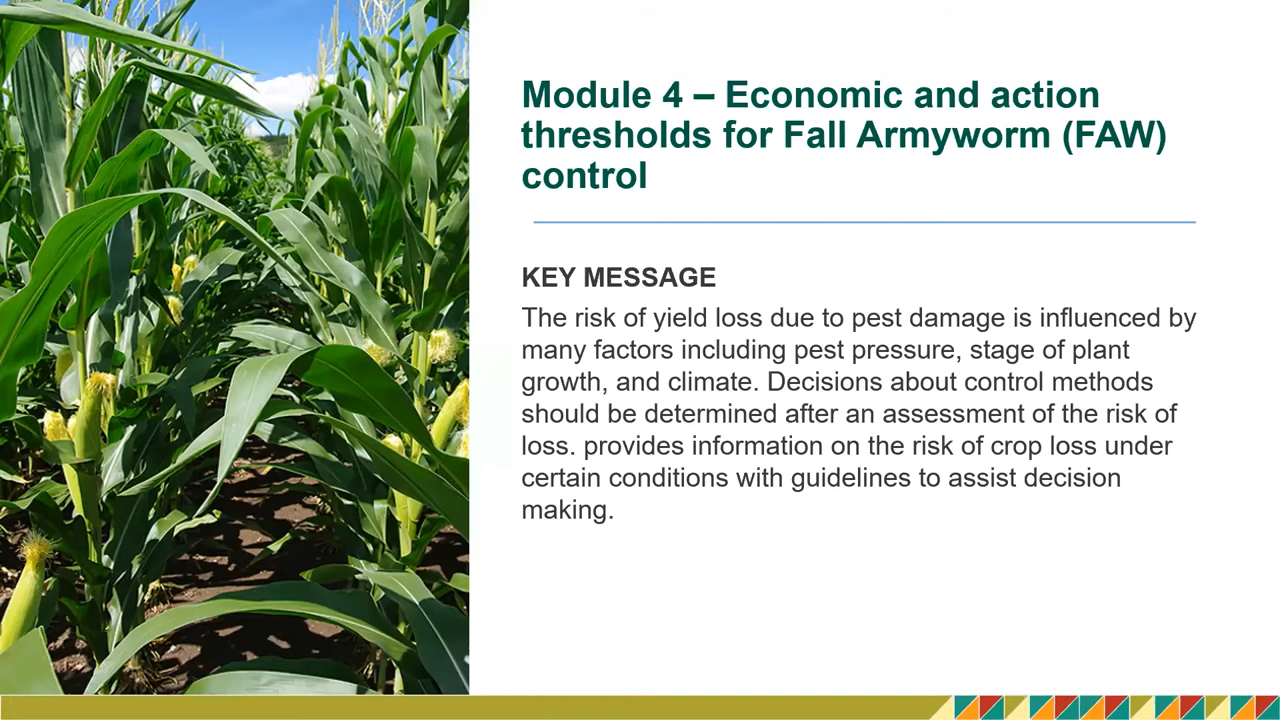 Module 4 – Economic and action
thresholds for Fall Armyworm (FAW)
control
KEY MESSAGE
The risk of yield loss due to pest damage is influenced by
many factors including pest pressure, stage of plant
growth, and climate. Decisions about control methods
should be determined after an assessment of the risk of
loss. provides information on the risk of crop loss under
certain conditions with guidelines to assist decision
making.